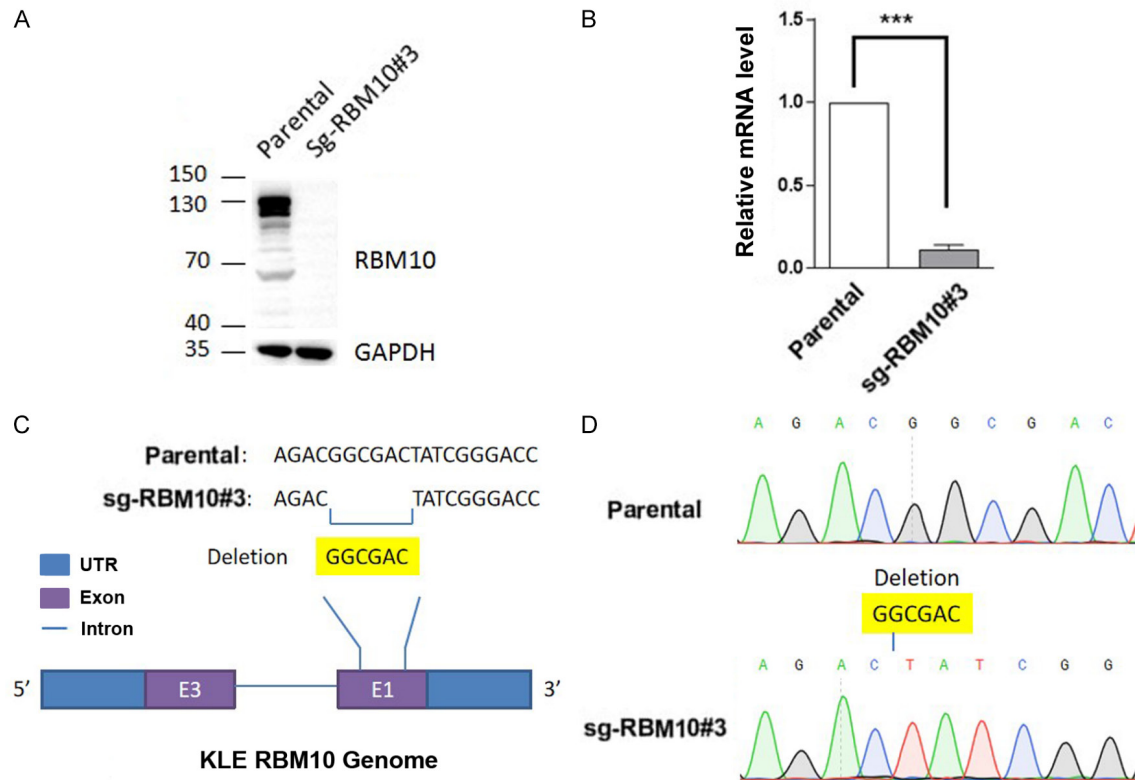 A
Parental
Sg-RBM10#3
150
130
70
40
35
RBM10
GAPDH
B
Relative mRNA level
1.5
1.0
0.5
0.0
***
Parental
sg-RBM10#3
C
Parental: AGACGGCGACTATCGGGACC
sg-RBM10#3: AGAC TATCGGGACC
Deletion GGCGAC
UTR
Exon
Intron
5′ E3 E1 3′
KLE RBM10 Genome
D
A G A C G G C G A C
Parental
Deletion
GGCGAC
A G A C T A T C G G
sg-RBM10#3